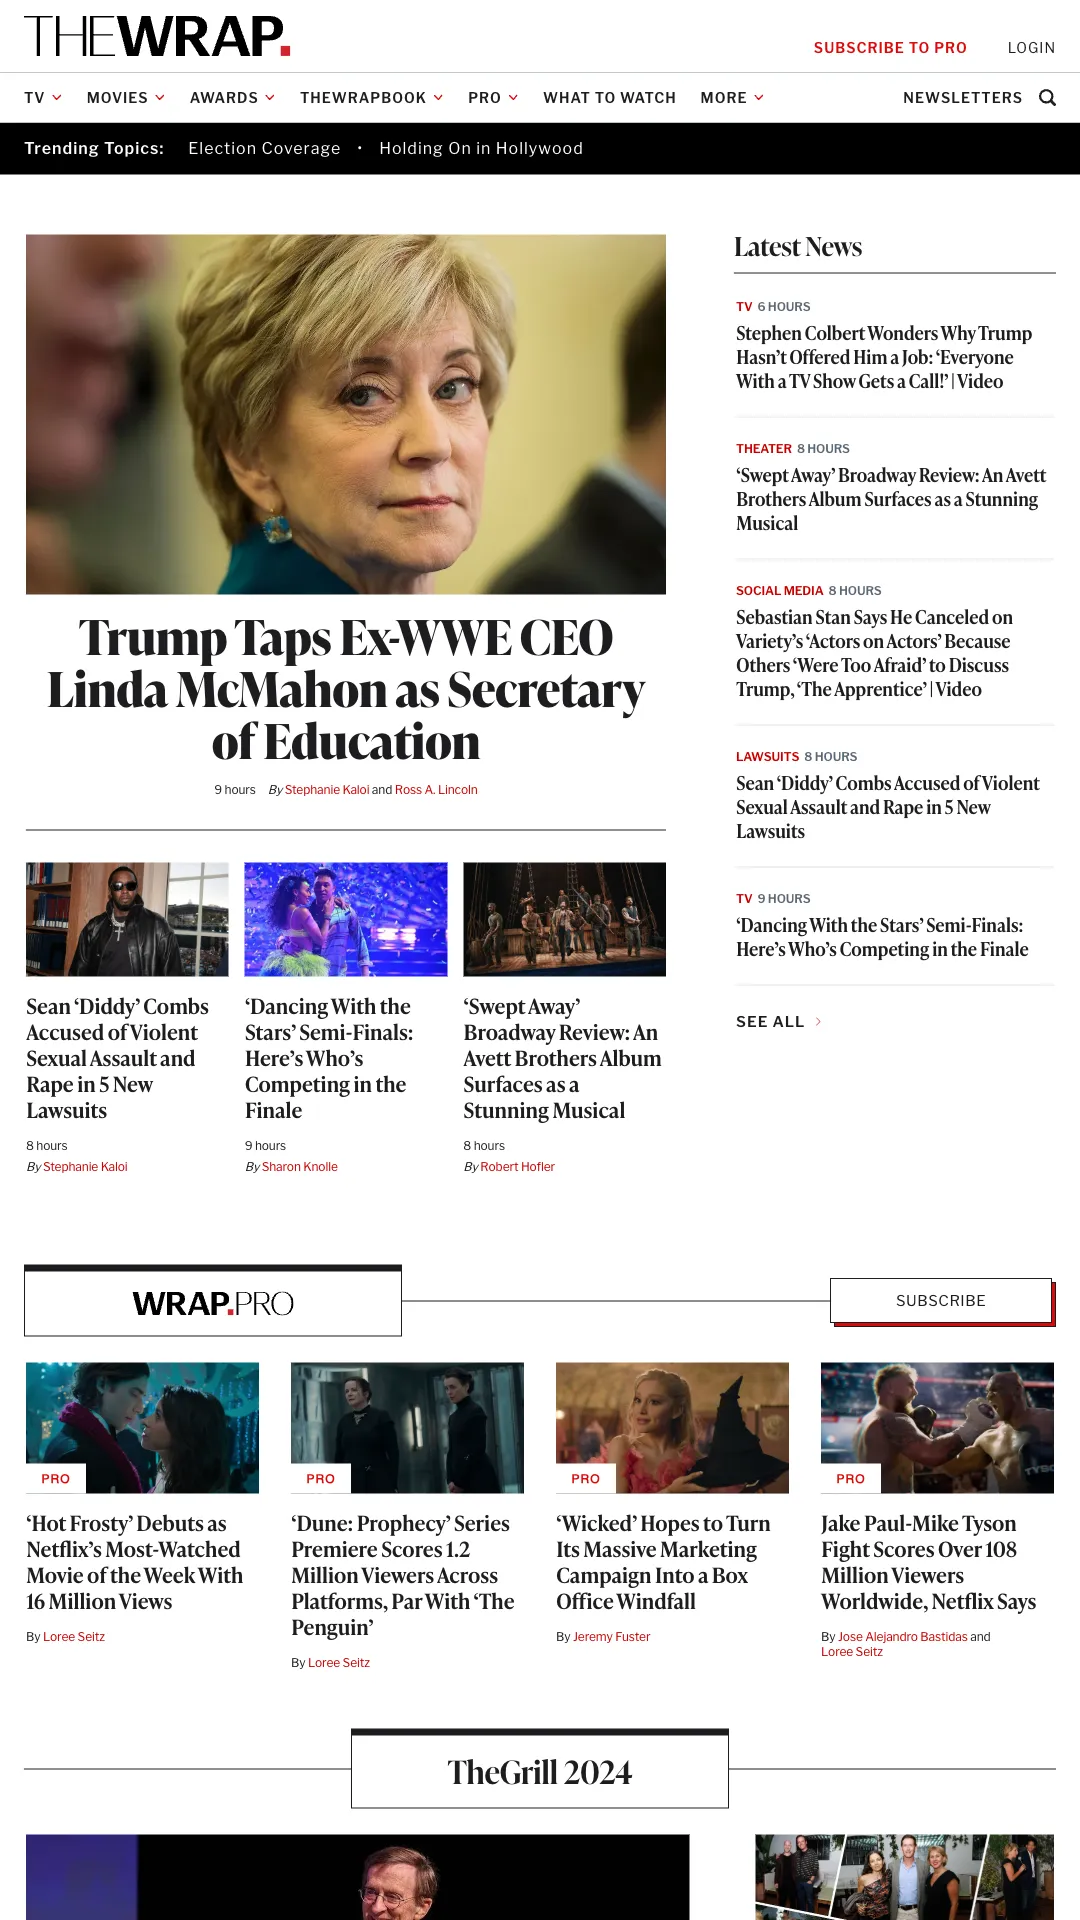 THEWRAP.
SUBSCRIBE TO PRO
LOGIN
TV MOVIES AWARDS THEWRAPBOOK PRO WHAT TO WATCH MORE NEWSLETTERS
Trending Topics: Election Coverage • Holding On in Hollywood
Trump Taps Ex-WWE CEO
Linda McMahon as Secretary
of Education
9 hours By Stephanie Kaloi and Ross A. Lincoln
Sean ‘Diddy’ Combs
Accused of Violent
Sexual Assault and
Rape in 5 New
Lawsuits
8 hours
By Stephanie Kaloi
‘Dancing With the
Stars’ Semi-Finals:
Here’s Who’s
Competing in the
Finale
9 hours
By Sharon Knolle
‘Swept Away’
Broadway Review: An
Avett Brothers Album
Surfaces as a
Stunning Musical
8 hours
By Robert Hofler
Latest News
TV 6 HOURS
Stephen Colbert Wonders Why Trump
Hasn’t Offered Him a Job: ‘Everyone
With a TV Show Gets a Call!’ | Video
THEATER 8 HOURS
‘Swept Away’ Broadway Review: An Avett
Brothers Album Surfaces as a Stunning
Musical
SOCIAL MEDIA 8 HOURS
Sebastian Stan Says He Canceled on
Variety’s ‘Actors on Actors’ Because
Others ‘Were Too Afraid’ to Discuss
Trump, ‘The Apprentice’ | Video
LAWSUITS 8 HOURS
Sean ‘Diddy’ Combs Accused of Violent
Sexual Assault and Rape in 5 New
Lawsuits
TV 9 HOURS
‘Dancing With the Stars’ Semi-Finals:
Here’s Who’s Competing in the Finale
SEE ALL
WRAP.PRO
SUBSCRIBE
PRO
‘Hot Frosty’ Debuts as
Netflix’s Most-Watched
Movie of the Week With
16 Million Views
By Loree Seitz
PRO
‘Dune: Prophecy’ Series
Premiere Scores 1.2
Million Viewers Across
Platforms, Par With ‘The
Penguin’
By Loree Seitz
PRO
‘Wicked’ Hopes to Turn
Its Massive Marketing
Campaign Into a Box
Office Windfall
By Jeremy Fuster
PRO
Jake Paul-Mike Tyson
Fight Scores Over 108
Million Viewers
Worldwide, Netflix Says
By Jose Alejandro Bastidas and
Loree Seitz
TheGrill 2024